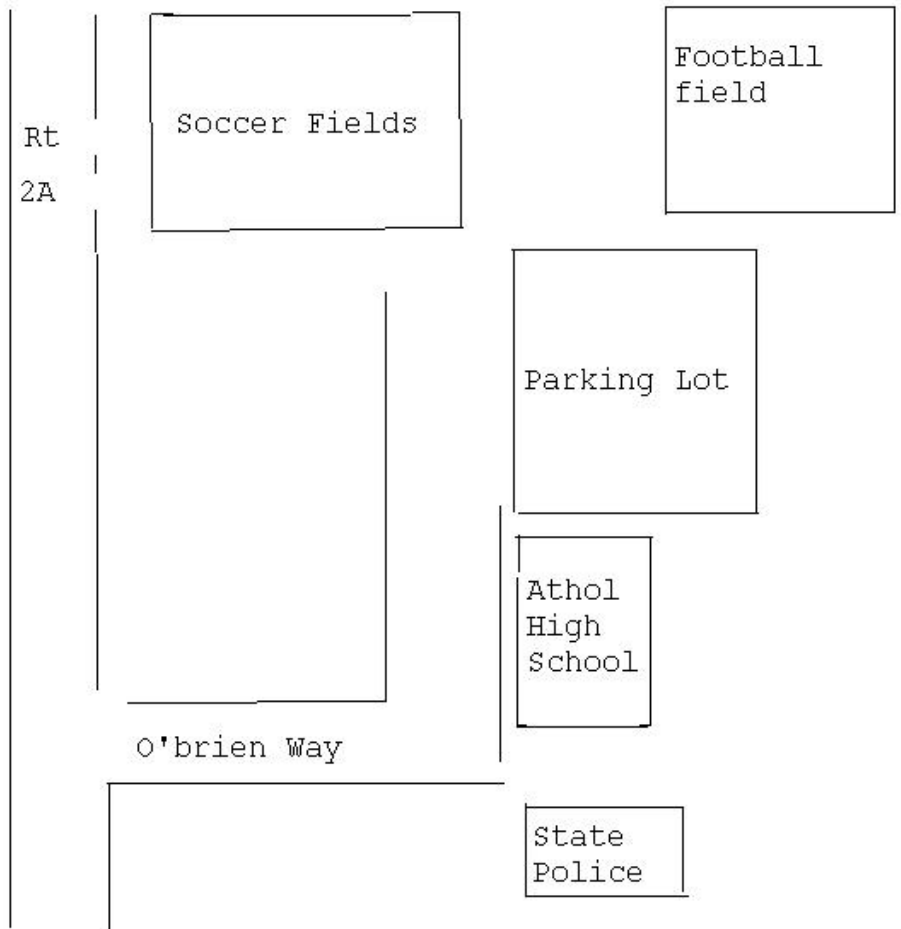 Football
field
Soccer Fields
Rt
2A
Parking Lot
Athol
High
School
O'brien Way
State
Police